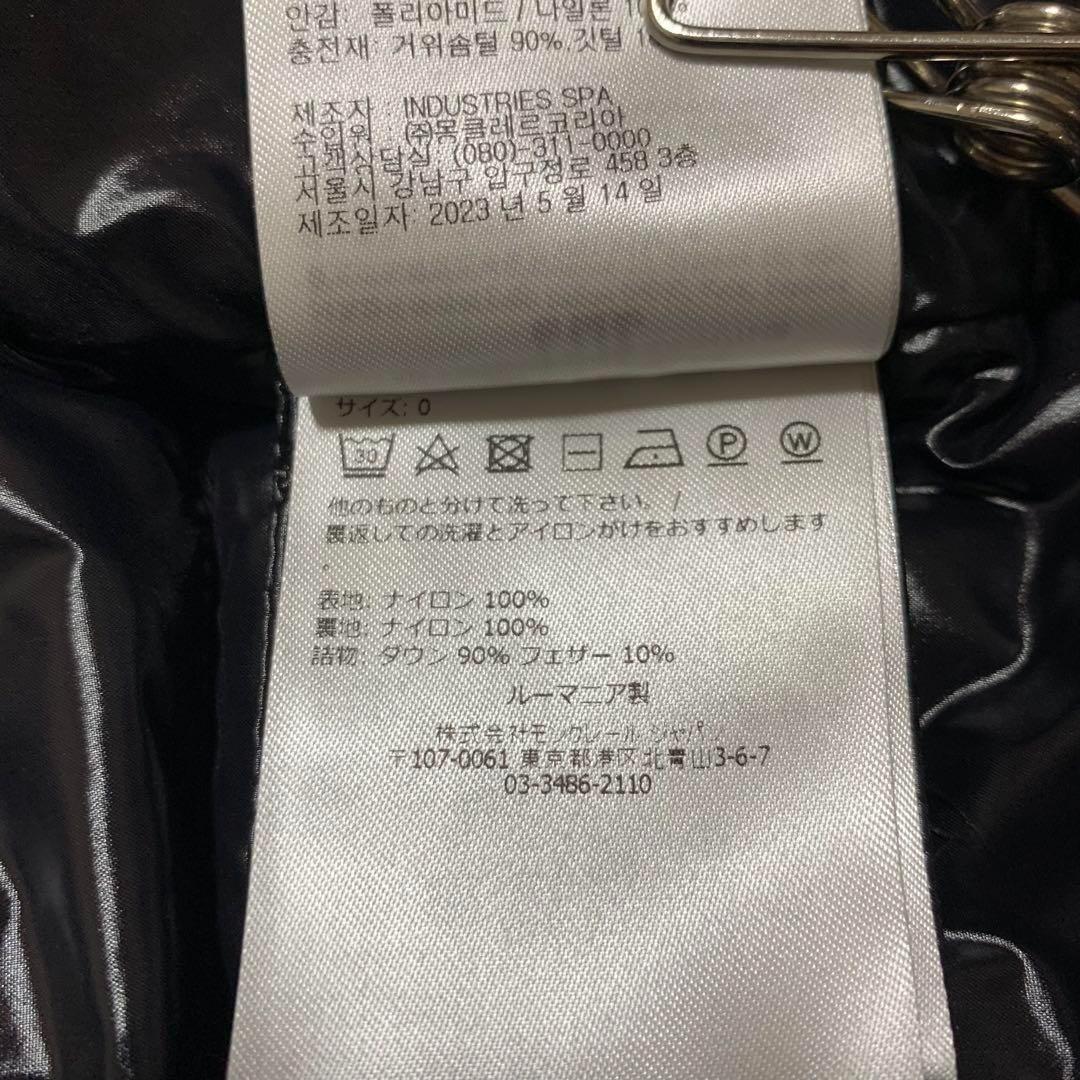 안감: 폴리아미드 / 나일론
충전재: 거위솜털 90%.깃털
제조자 : INDUSTRIES SPA
수입원 : ㈜몽클레르코리아
고객상담실: (080)-311-0000
서울시 강남구 압구정로 458 3층
제조일자: 2023 년 5 월 14 일
サイズ: 0
30
P
W
他のものと分けて洗って下さい. /
裏返しての洗濯とアイロンがけをおすすめします
.
表地: ナイロン 100%
裏地: ナイロン 100%
詰物: ダウン 90% フェザー 10%
ルーマニア製
株式会社モンクレール ジャパ
〒107-0061 東京都港区北青山3-6-7
03-3486-2110